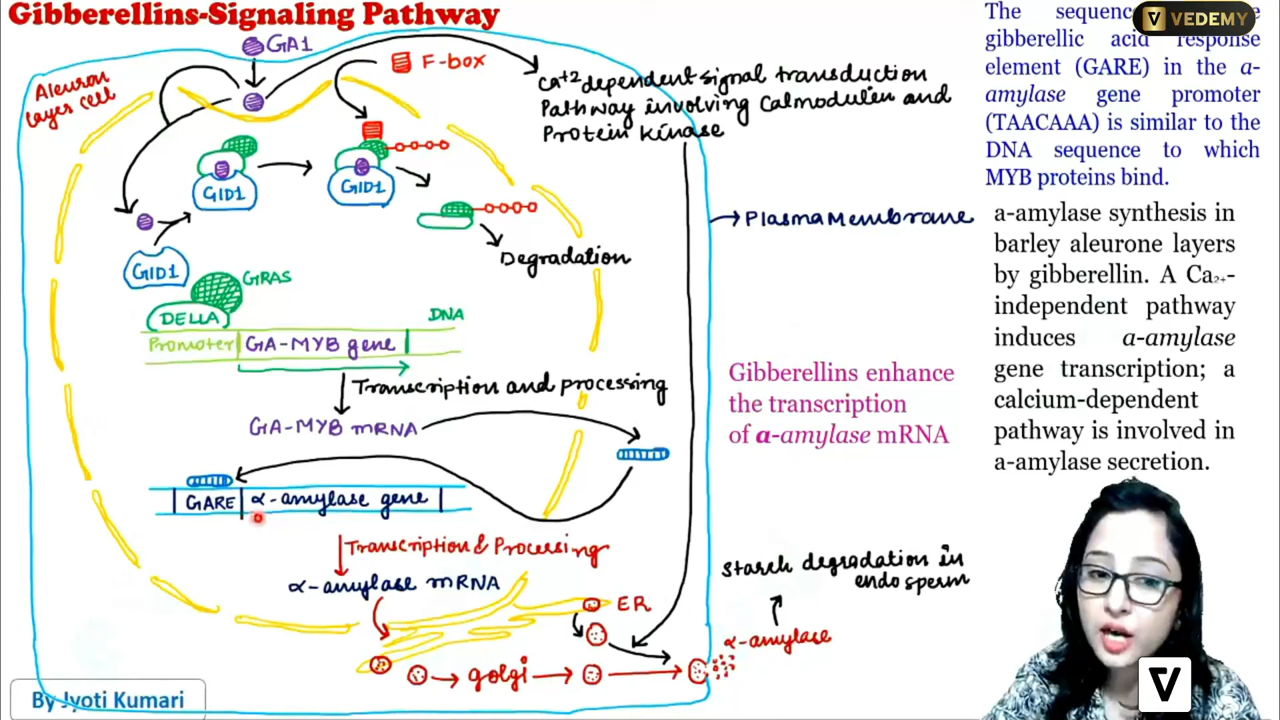 Gibberellins-Signaling Pathway
GA1
F-box
Aleuron
layes cell
Ca+2 dependent signal transduction
Pathway involving Calmodulin and
Protein Kinase
GID1
GID1
GID1
Degradation
Plasma Membrane
GRAS
DELLA
DNA
Promoter
GA-MYB gene
Transcription and processing
GA-MYB mRNA
GARE
α-amylase gene
Transcription & Processing
α-amylase mRNA
ER
golgi
α-amylase
Starch degradation in
endosperm
By Jyoti Kumari
Gibberellins enhance
the transcription
of a-amylase mRNA
VEDEMY
The
gibberellic acid response
element (GARE) in the a-
amylase gene promoter
(TAACAAA) is similar to the
DNA sequence to which
MYB proteins bind.
a-amylase synthesis in
barley aleurone layers
by gibberellin. A Ca2+-
independent pathway
induces a-amylase
gene transcription; a
calcium-dependent
pathway is involved in
a-amylase secretion.
V